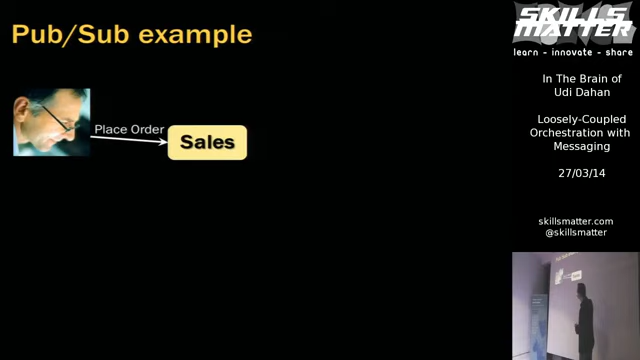 Pub/Sub example
Place Order
Sales
SKILLS
MATTER
learn - innovate - share
In The Brain of
Udi Dahan
Loosely-Coupled
Orchestration with
Messaging
27/03/14
skillsmatter.com
@skillsmatter